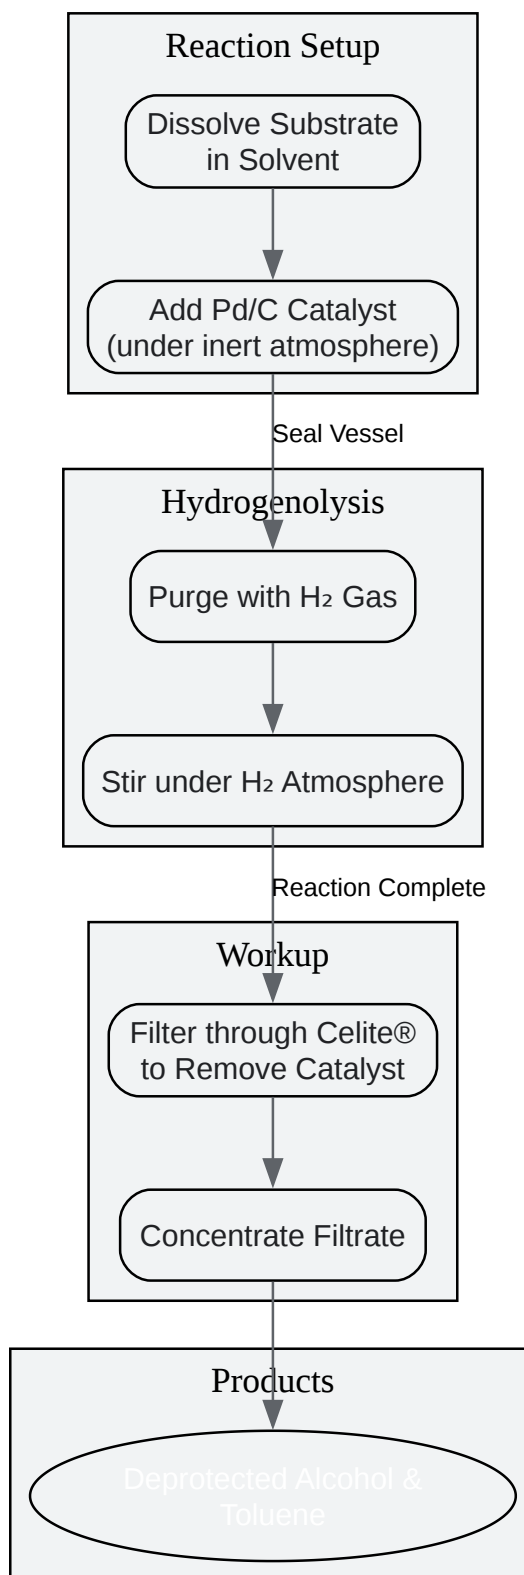 Reaction Setup
Dissolve Substrate
in Solvent
Add Pd/C Catalyst
(under inert atmosphere)
Seal Vessel
Hydrogenolysis
Purge with H₂ Gas
Stir under H₂ Atmosphere
Reaction Complete
Workup
Filter through Celite®
to Remove Catalyst
Concentrate Filtrate
Products
Deprotected Alcohol &
Toluene